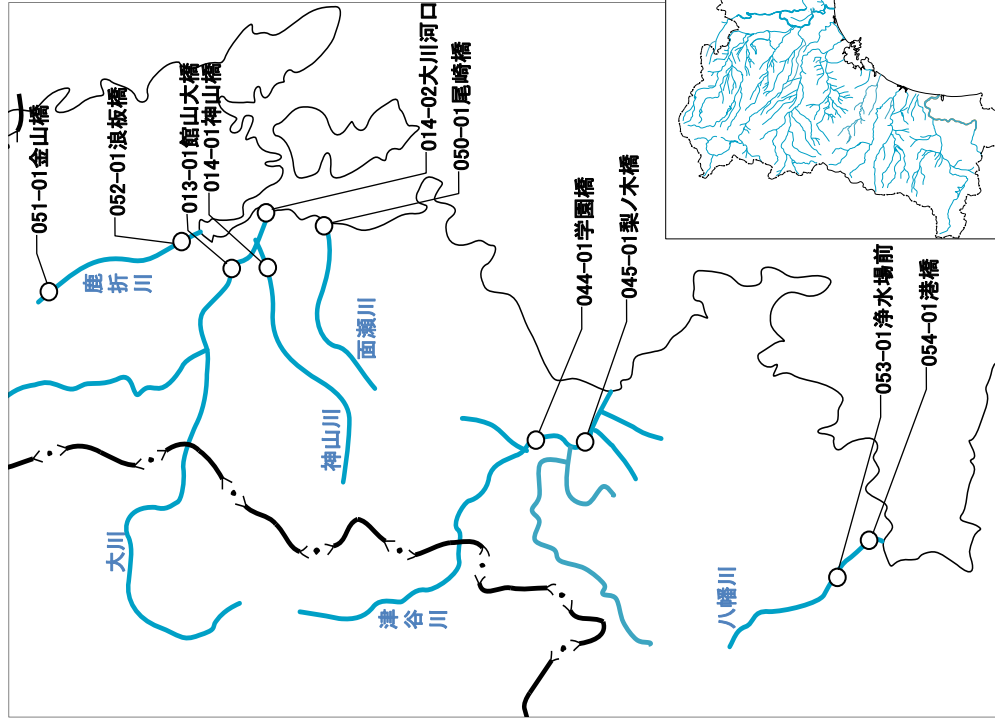 051-01金山橋
052-01浪板橋
013-01館山大橋
014-01神山橋
014-02大川河口
050-01尾崎橋
鹿折川
面瀬川
神山川
大川
津谷川
044-01学園橋
045-01梨ノ木橋
053-01浄水場前
054-01港橋
八幡川